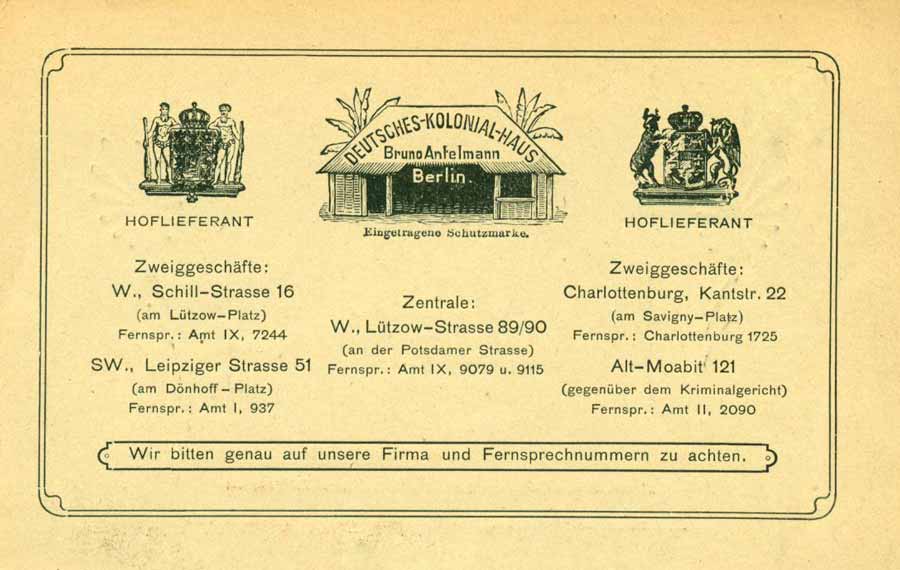 DEUTSCHES-KOLONIAL-HAUS
Bruno Antelmann
Berlin.
Eingetragene Schutzmarke.
HOFLIEFERANT
Zweiggeschäfte:
W., Schill-Strasse 16
(am Lützow-Platz)
Fernspr.: Amt IX, 7244
SW., Leipziger Strasse 51
(am Dönhoff-Platz)
Fernspr.: Amt I, 937
Zentrale:
W., Lützow-Strasse 89/90
(an der Potsdamer Strasse)
Fernspr.: Amt IX, 9079 u. 9115
HOFLIEFERANT
Zweiggeschäfte:
Charlottenburg, Kantstr. 22
(am Savigny-Platz)
Fernspr.: Charlottenburg 1725
Alt-Moabit 121
(gegenüber dem Kriminalgericht)
Fernspr.: Amt II, 2090
Wir bitten genau auf unsere Firma und Fernsprechnummern zu achten.